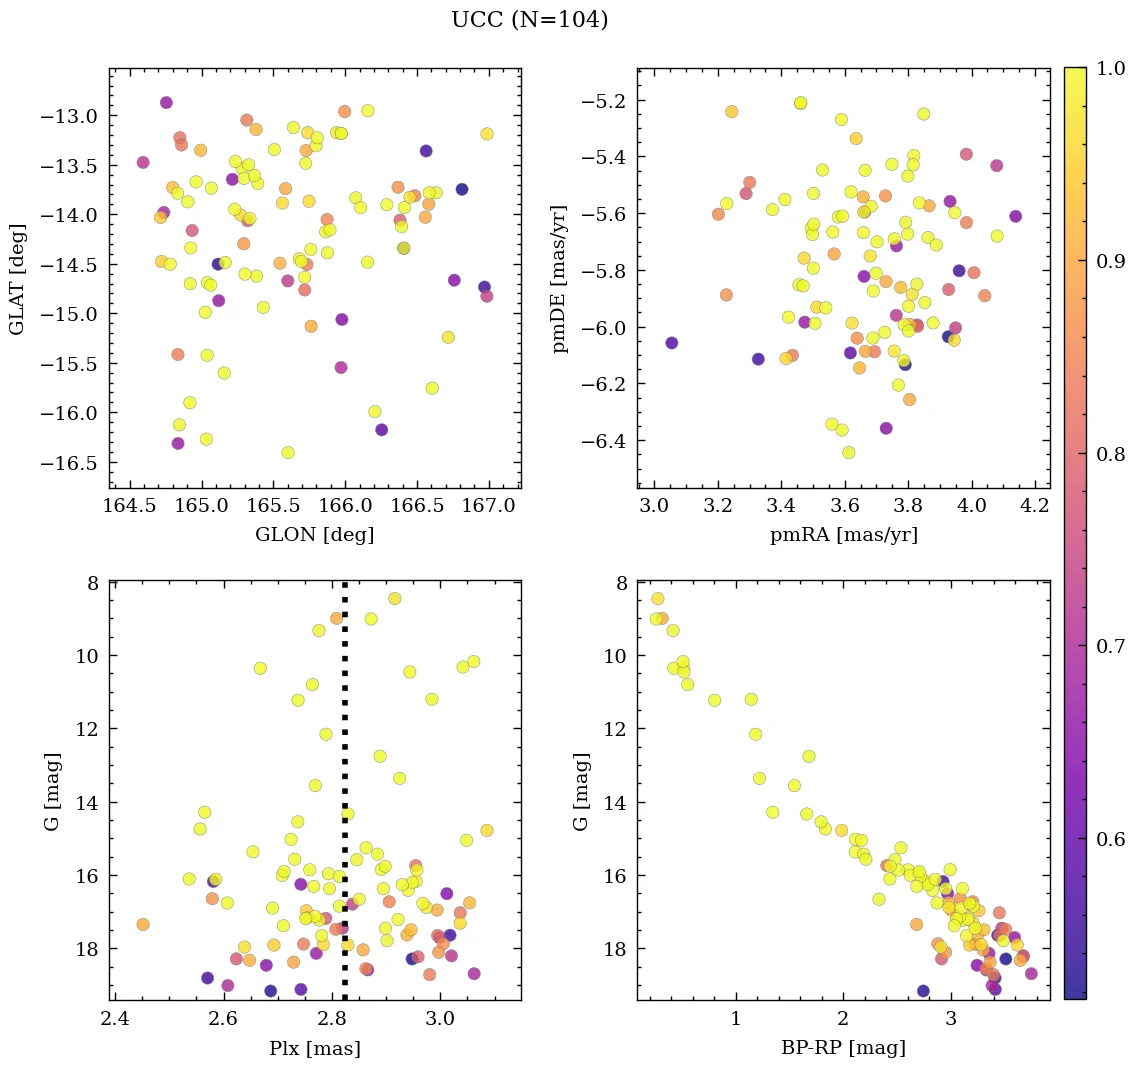 UCC (N=104)
−13.0
−13.5
−14.0
−14.5
−15.0
−15.5
−16.0
−16.5
GLAT [deg]
164.5 165.0 165.5 166.0 166.5 167.0
GLON [deg]
−5.2
−5.4
−5.6
−5.8
−6.0
−6.2
−6.4
pmDE [mas/yr]
3.0 3.2 3.4 3.6 3.8 4.0 4.2
pmRA [mas/yr]
8
10
12
14
16
18
G [mag]
2.4 2.6 2.8 3.0
Plx [mas]
8
10
12
14
16
18
G [mag]
1 2 3
BP-RP [mag]
1.0
0.9
0.8
0.7
0.6